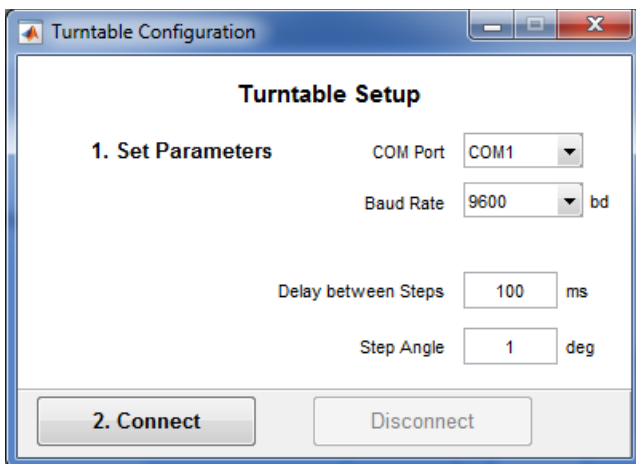 Turntable Configuration
Turntable Setup
1. Set Parameters COM Port COM1
Baud Rate 9600 bd
Delay between Steps 100 ms
Step Angle 1 deg
2. Connect Disconnect